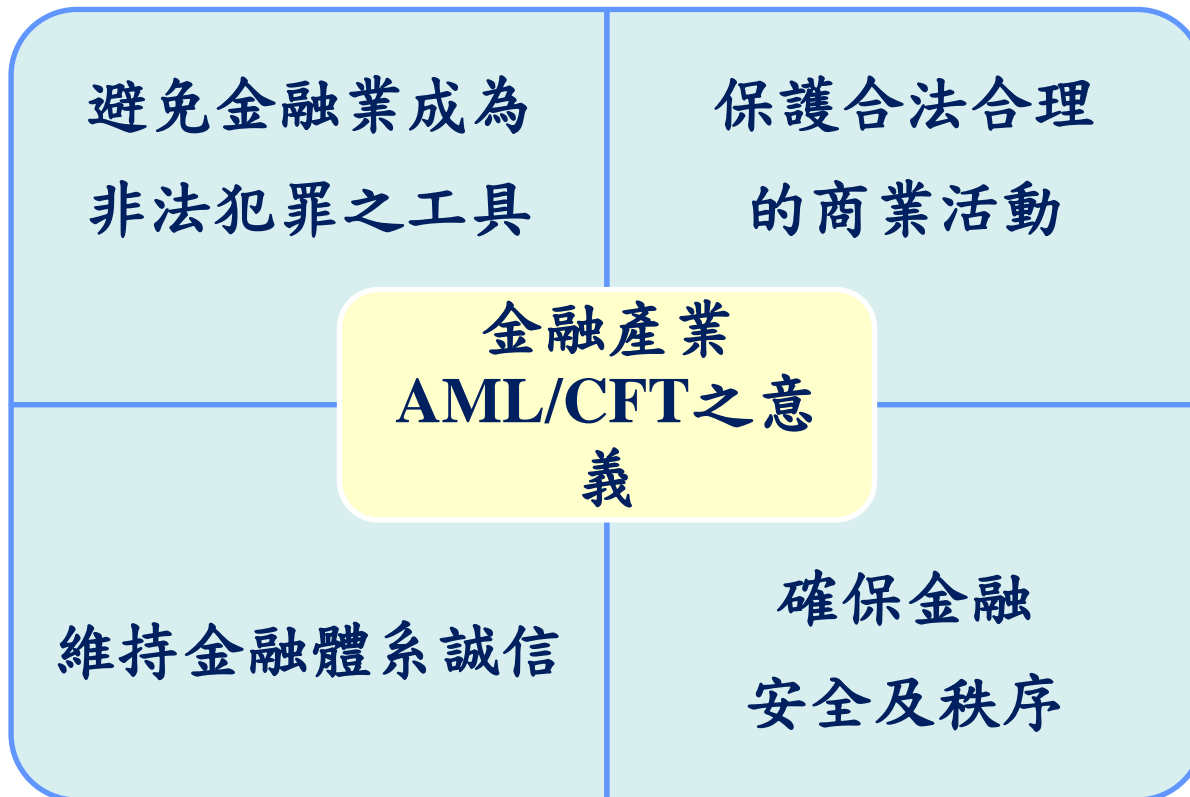 避免金融業成為
非法犯罪之工具
保護合法合理
的商業活動
金融產業
AML/CFT之意
義
維持金融體系誠信
確保金融
安全及秩序